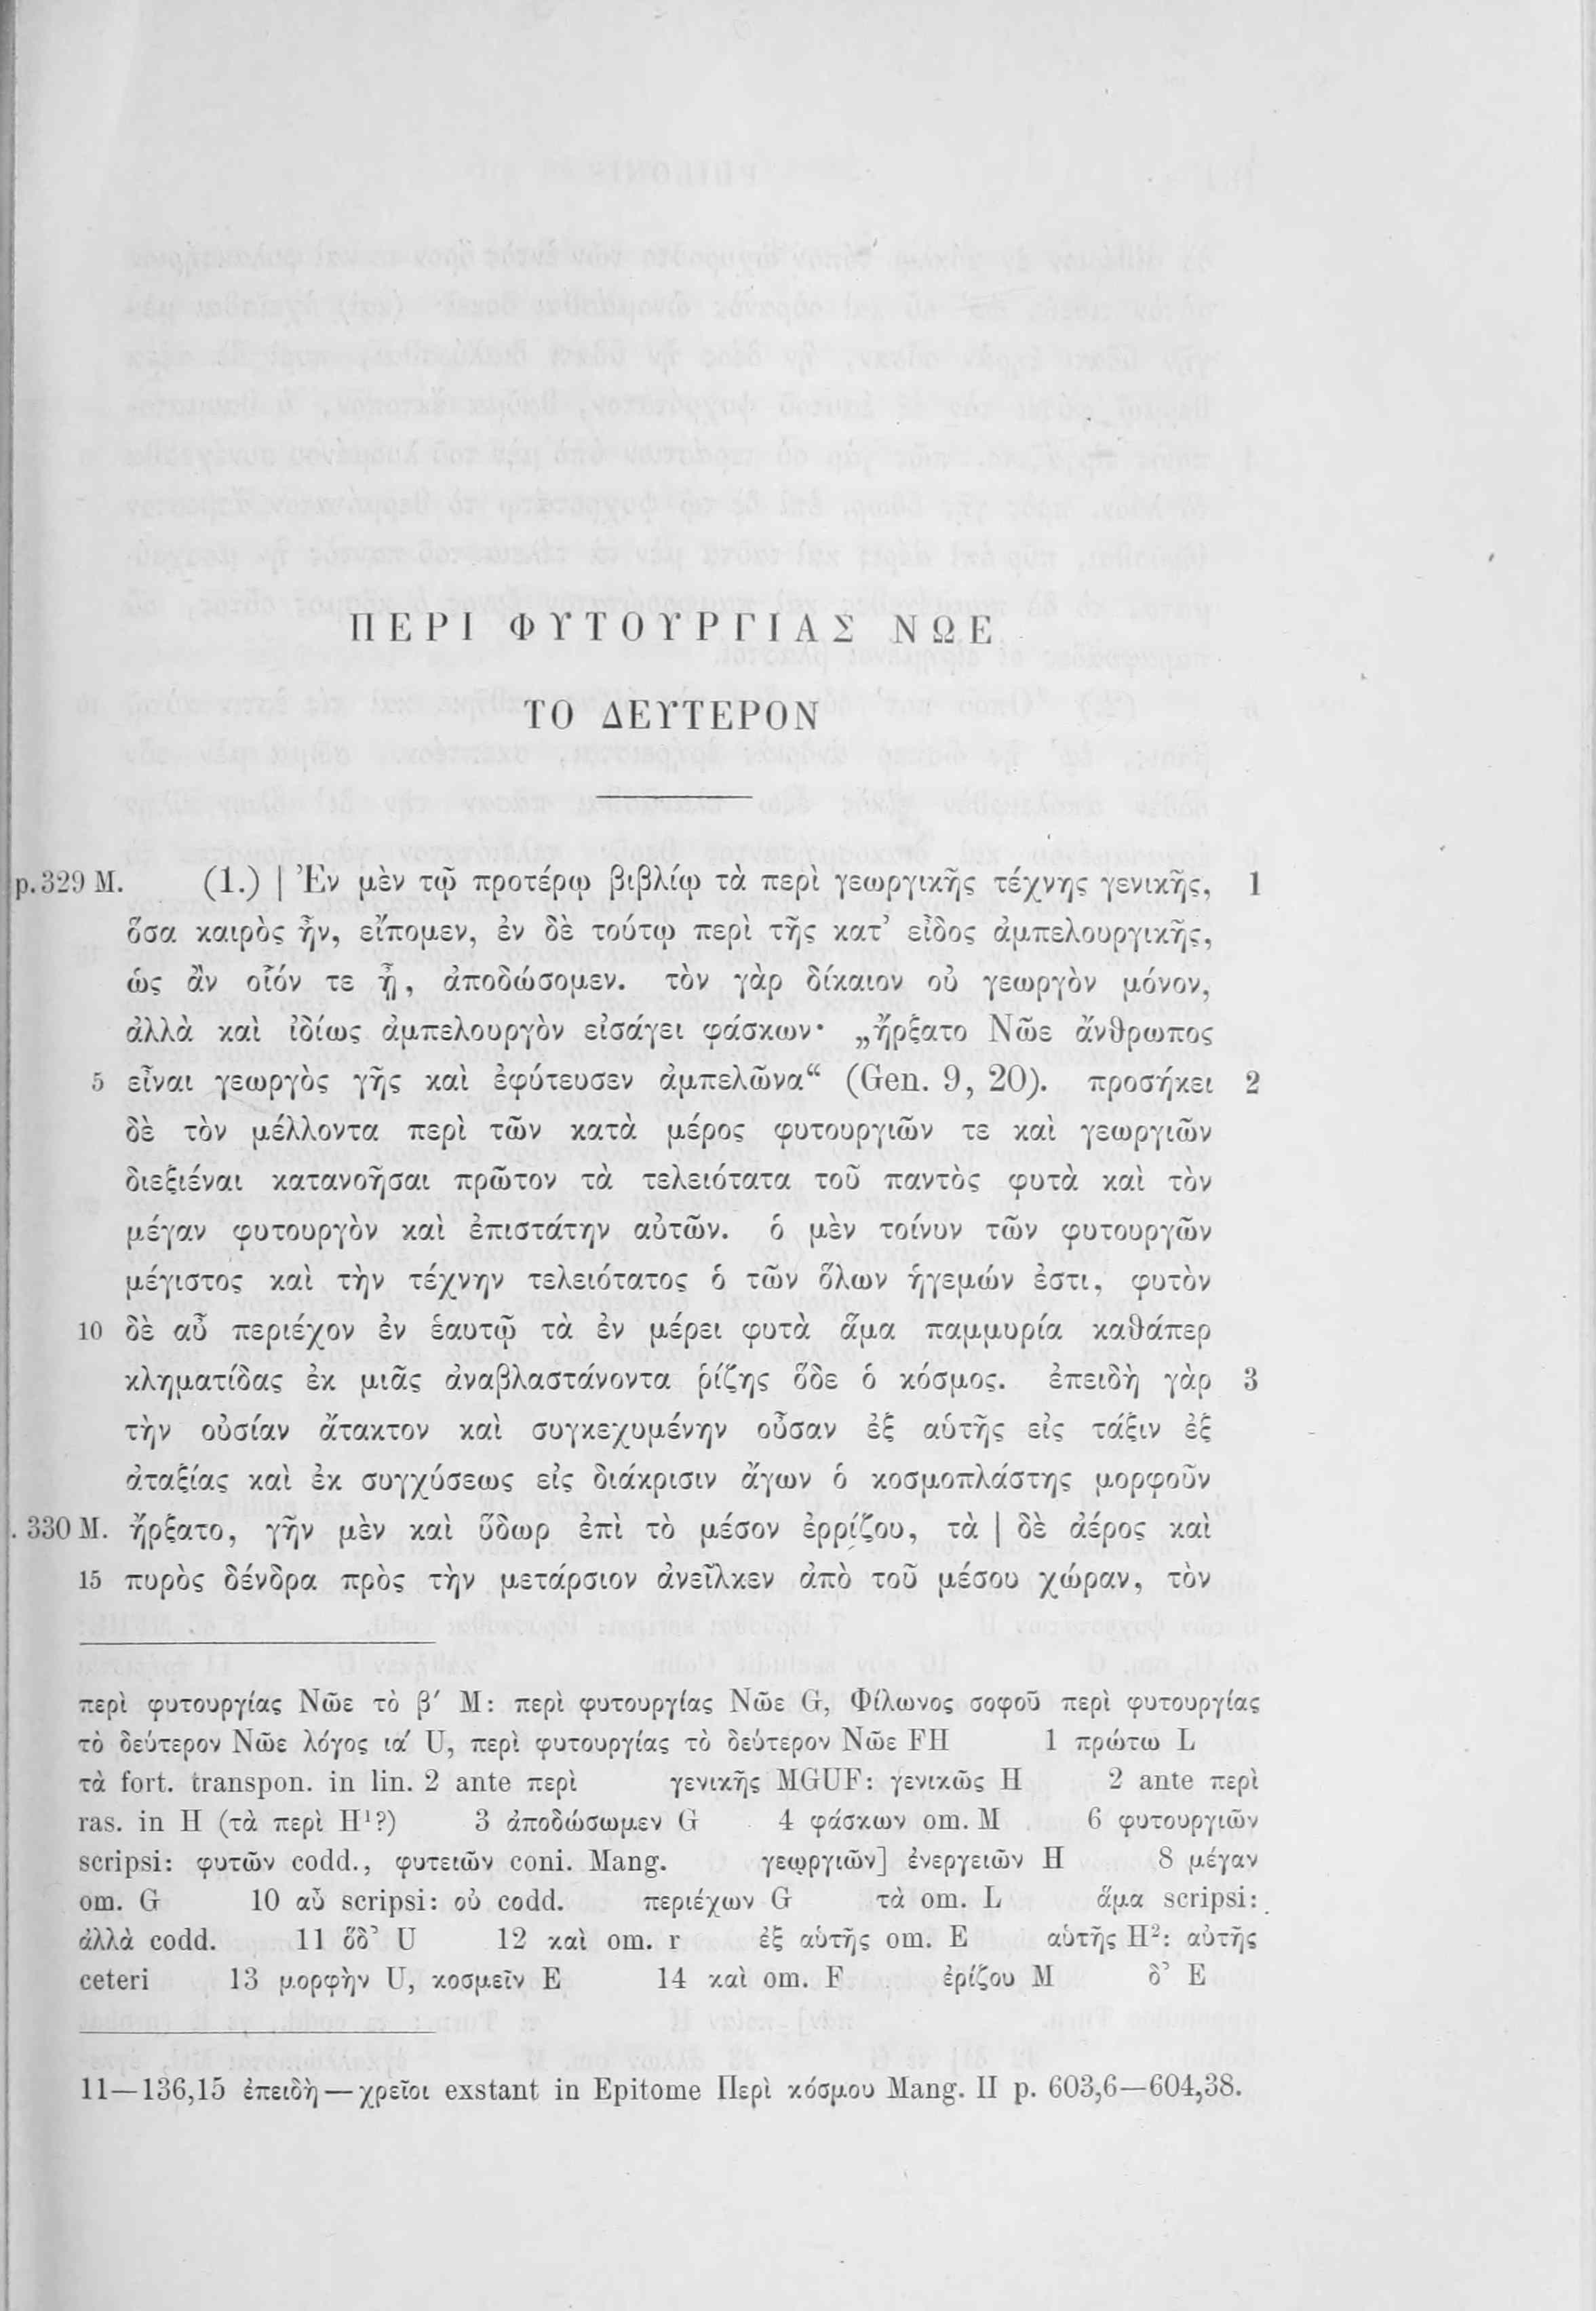 ΠΕΡΙ ΦΥΤΟΥΡΓΙΑΣ ΝΩΕ
ΤΟ ΔΕΥΤΕΡΟΝ
p. 329 M. (1.) | Ἐν μὲν τῷ προτέρῳ βιβλίῳ τὰ περὶ γεωργικῆς τέχνης γενικῆς, 1
ὅσα καιρὸς ἦν, εἴπομεν, ἐν δὲ τούτῳ περὶ τῆς κατ’ εἶδος ἀμπελουργικῆς,
ὡς ἂν οἷόν τε ᾖ, ἀποδώσομεν. τὸν γὰρ δίκαιον οὐ γεωργὸν μόνον,
ἀλλὰ καὶ ἰδίως ἀμπελουργὸν εἰσάγει φάσκων· „ἤρξατο Νῶε ἄνθρωπος
5 εἶναι γεωργὸς γῆς καὶ ἐφύτευσεν ἀμπελῶνα“ (Gen. 9, 20). προσήκει 2
δὲ τὸν μέλλοντα περὶ τῶν κατὰ μέρος φυτουργιῶν τε καὶ γεωργιῶν
διεξιέναι κατανοῆσαι πρῶτον τὰ τελειότατα τοῦ παντὸς φυτὰ καὶ τὸν
μέγαν φυτουργὸν καὶ ἐπιστάτην αὐτῶν. ὁ μὲν τοίνυν τῶν φυτουργῶν
μέγιστος καὶ τὴν τέχνην τελειότατος ὁ τῶν ὅλων ἡγεμών ἐστι, φυτὸν
10 δὲ αὖ περιέχον ἐν ἑαυτῷ τὰ ἐν μέρει φυτὰ ἅμα παμμυρία καθάπερ
κληματίδας ἐκ μιᾶς ἀναβλαστάνοντα ῥίζης ὅδε ὁ κόσμος. ἐπειδὴ γὰρ 3
τὴν οὐσίαν ἄτακτον καὶ συγκεχυμένην οὖσαν ἐξ αὑτῆς εἰς τάξιν ἐξ
ἀταξίας καὶ ἐκ συγχύσεως εἰς διάκρισιν ἄγων ὁ κοσμοπλάστης μορφοῦν
. 330 M. ἤρξατο, γῆν μὲν καὶ ὕδωρ ἐπὶ τὸ μέσον ἐρρίζου, τὰ | δὲ ἀέρος καὶ
15 πυρὸς δένδρα πρὸς τὴν μετάρσιον ἀνεῖλκεν ἀπὸ τοῦ μέσου χώραν, τὸν
περὶ φυτουργίας Νῶε τὸ β′ M: περὶ φυτουργίας Νῶε G, Φίλωνος σοφοῦ περὶ φυτουργίας
τὸ δεύτερον Νῶε λόγος ια′ U, περὶ φυτουργίας τὸ δεύτερον Νῶε FH 1 πρώτω L
τὰ fort. transpon. in lin. 2 ante περὶ γενικῆς MGUF: γενικῶς H 2 ante περὶ
ras. in H (τὰ περὶ H¹?) 3 ἀποδώσωμεν G 4 φάσκων om. M 6 φυτουργιῶν
scripsi: φυτῶν codd., φυτειῶν coni. Mang. γεωργιῶν] ἐνεργειῶν H 8 μέγαν
om. G 10 αὖ scripsi: οὐ codd. περιέχων G τὰ om. L ἅμα scripsi:
ἀλλὰ codd. 11 ὅδ’ U 12 καὶ om. r ἐξ αὑτῆς om. E αὑτῆς H²: αὐτῆς
ceteri 13 μορφὴν U, κοσμεῖν E 14 καὶ om. F ἐρίζου M δ’ E
11—136,15 ἐπειδὴ — χρεῖοι exstant in Epitome Περὶ κόσμου Mang. II p. 603,6—604,38.